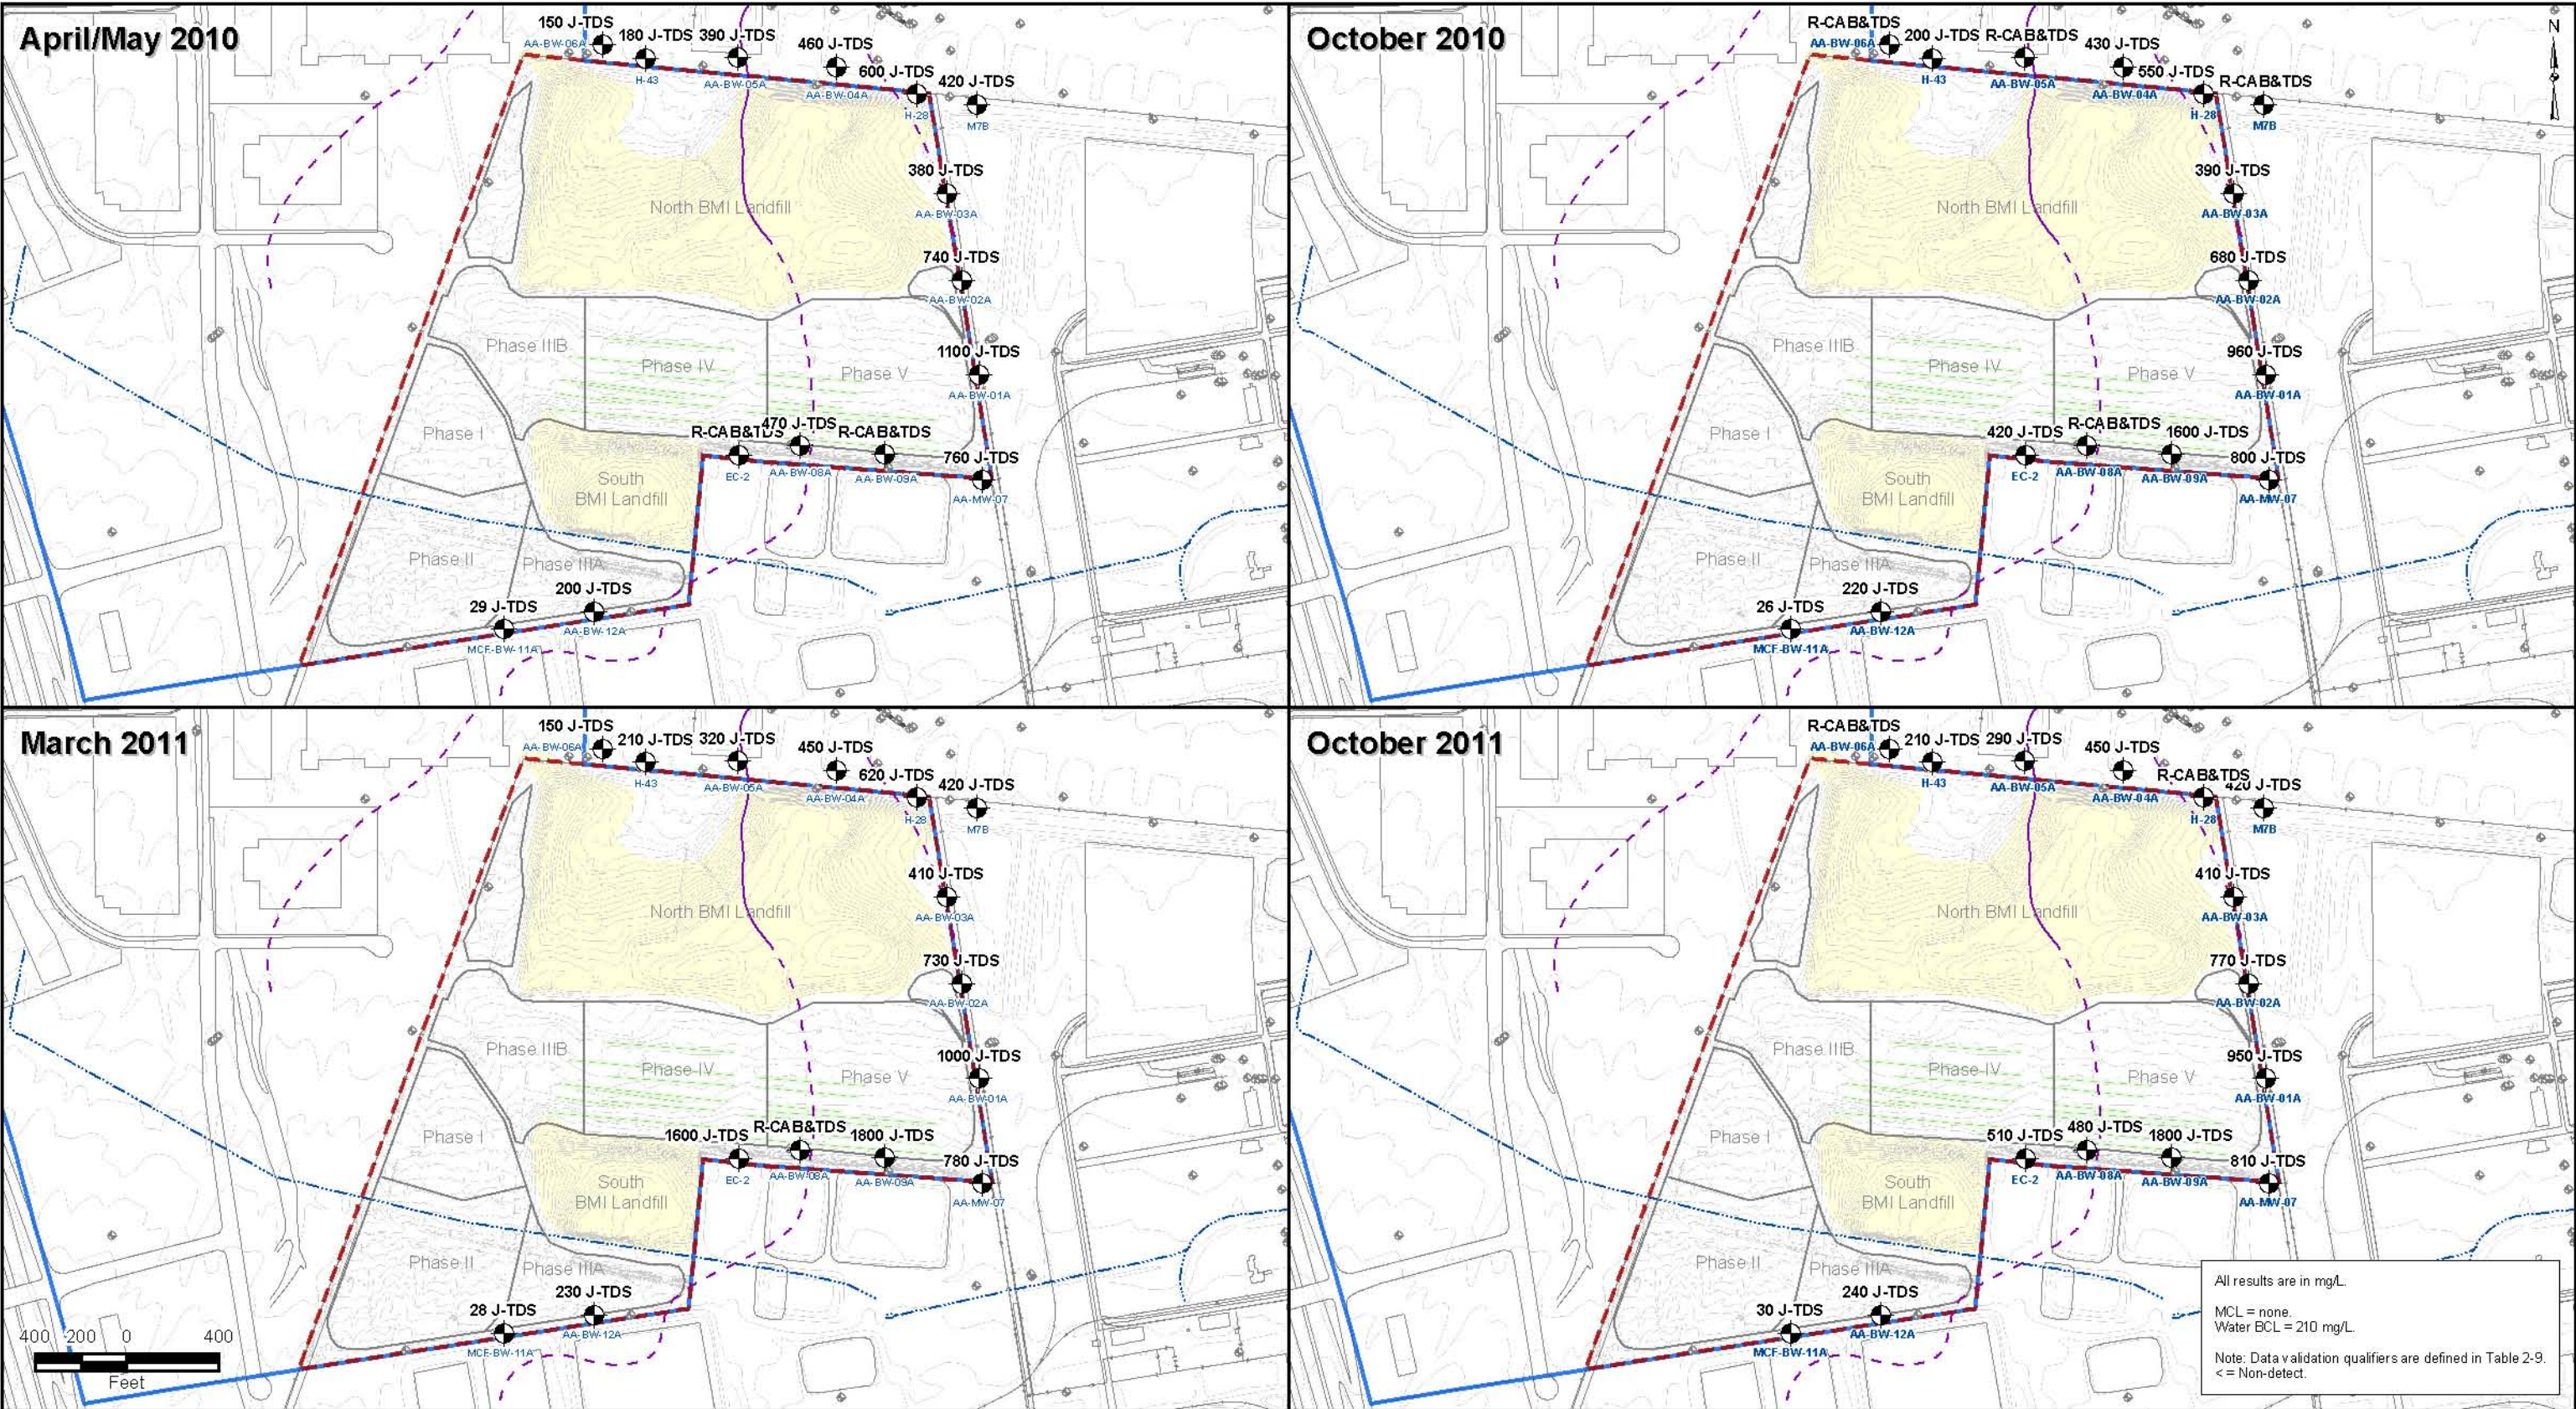 April/May 2010
150 J-TDS
180 J-TDS
390 J-TDS
460 J-TDS
600 J-TDS
420 J-TDS
AA-BW-06A
H-43
AA-BW-05A
AA-BW-04A
H-28
M7B
380 J-TDS
AA-BW-03A
North BMI Landfill
740 J-TDS
AA-BW-02A
Phase IIIB
Phase IV
Phase V
1100 J-TDS
AA-BW-01A
Phase I
R-CAB&TDS
470 J-TDS
R-CAB&TDS
760 J-TDS
EC-2
AA-BW-08A
AA-BW-09A
AA-MW-07
South
BMI Landfill
Phase II
Phase IIIA
29 J-TDS
200 J-TDS
MCF-BW-11A
AA-BW-12A
October 2010
N
R-CAB&TDS
200 J-TDS
R-CAB&TDS
430 J-TDS
550 J-TDS
R-CAB&TDS
AA-BW-06A
H-43
AA-BW-05A
AA-BW-04A
H-28
M7B
390 J-TDS
AA-BW-03A
North BMI Landfill
680 J-TDS
AA-BW-02A
Phase IIIB
Phase IV
Phase V
960 J-TDS
AA-BW-01A
Phase I
420 J-TDS
R-CAB&TDS
1600 J-TDS
800 J-TDS
EC-2
AA-BW-08A
AA-BW-09A
AA-MW-07
South
BMI Landfill
Phase II
Phase IIIA
26 J-TDS
220 J-TDS
MCF-BW-11A
AA-BW-12A
March 2011
150 J-TDS
210 J-TDS
320 J-TDS
450 J-TDS
620 J-TDS
420 J-TDS
AA-BW-06A
H-43
AA-BW-05A
AA-BW-04A
H-28
M7B
410 J-TDS
AA-BW-03A
North BMI Landfill
730 J-TDS
AA-BW-02A
Phase IIIB
Phase IV
Phase V
1000 J-TDS
AA-BW-01A
Phase I
1600 J-TDS
R-CAB&TDS
1800 J-TDS
780 J-TDS
EC-2
AA-BW-08A
AA-BW-09A
AA-MW-07
South
BMI Landfill
Phase II
Phase IIIA
28 J-TDS
230 J-TDS
MCF-BW-11A
AA-BW-12A
400 200 0 400
Feet
October 2011
R-CAB&TDS
210 J-TDS
290 J-TDS
450 J-TDS
R-CAB&TDS
420 J-TDS
AA-BW-06A
H-43
AA-BW-05A
AA-BW-04A
H-28
M7B
410 J-TDS
AA-BW-03A
North BMI Landfill
770 J-TDS
AA-BW-02A
Phase IIIB
Phase IV
Phase V
950 J-TDS
AA-BW-01A
Phase I
510 J-TDS
480 J-TDS
1800 J-TDS
810 J-TDS
EC-2
AA-BW-08A
AA-BW-09A
AA-MW-07
South
BMI Landfill
Phase II
Phase IIIA
30 J-TDS
240 J-TDS
MCF-BW-11A
AA-BW-12A
All results are in mg/L.
MCL = none.
Water BCL = 210 mg/L.
Note: Data validation qualifiers are defined in Table 2-9.
< = Non-detect.